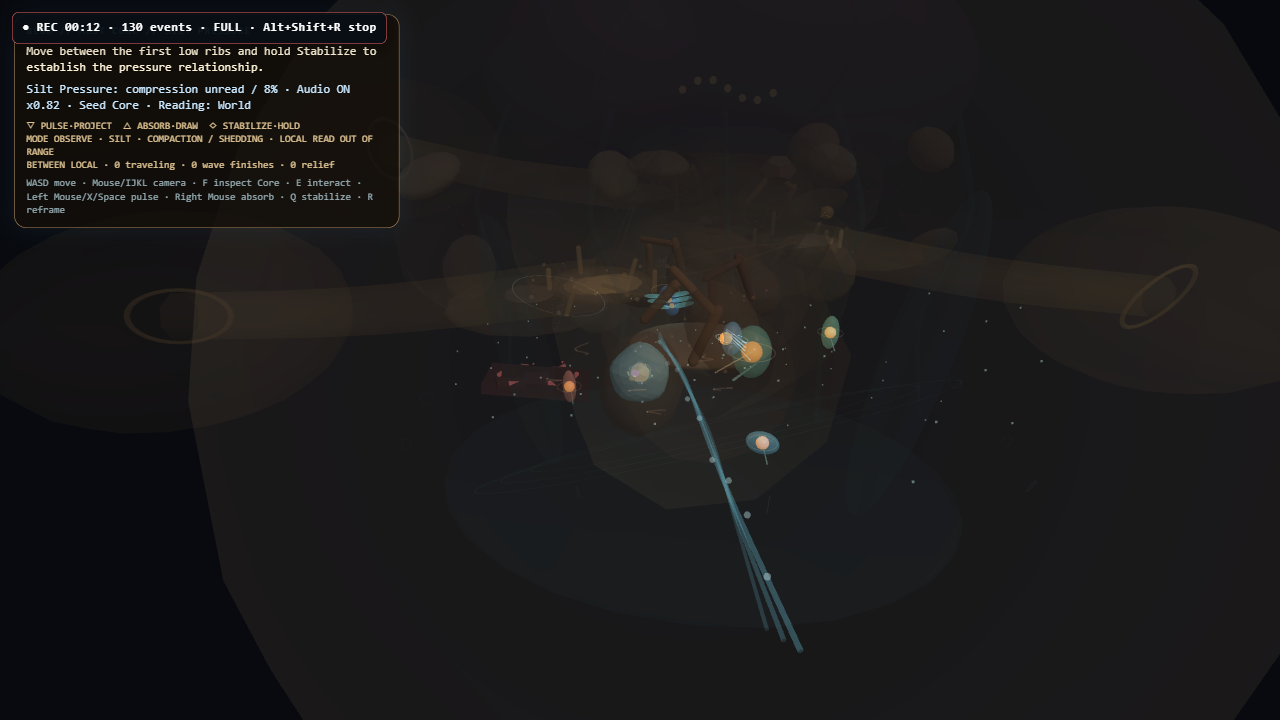 ● REC 00:12 · 130 events · FULL · Alt+Shift+R stop
Move between the first low ribs and hold Stabilize to
establish the pressure relationship.
Silt Pressure: compression unread / 8% · Audio ON
x0.82 · Seed Core · Reading: World
▽ PULSE·PROJECT △ ABSORB·DRAW ◇ STABILIZE·HOLD
MODE OBSERVE · SILT · COMPACTION / SHEDDING · LOCAL READ OUT OF
RANGE
BETWEEN LOCAL · 0 traveling · 0 wave finishes · 0 relief
WASD move · Mouse/IJKL camera · F inspect Core · E interact ·
Left Mouse/X/Space pulse · Right Mouse absorb · Q stabilize · R
reframe